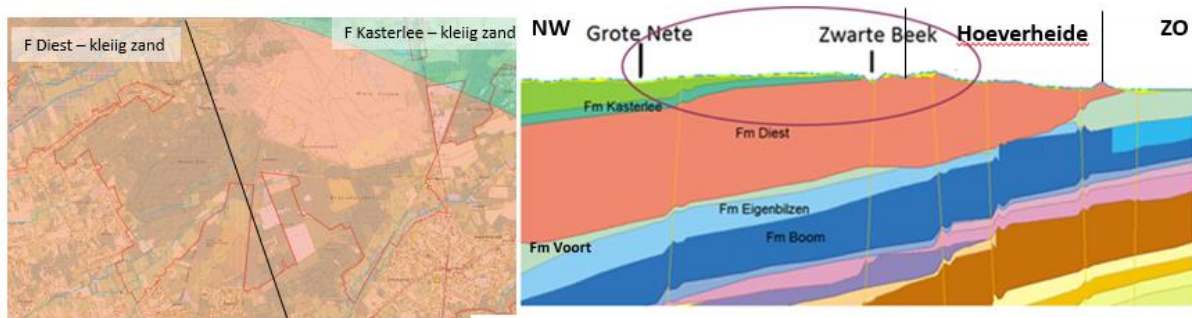 F Diest – kleiig zand
F Kasterlee – kleiig zand
NW
Grote Nete
Zwarte Beek
Hoeverheide
ZO
Fm Kasterlee
Fm Diest
Fm Eigenbilzen
Fm Voort
Fm Boom